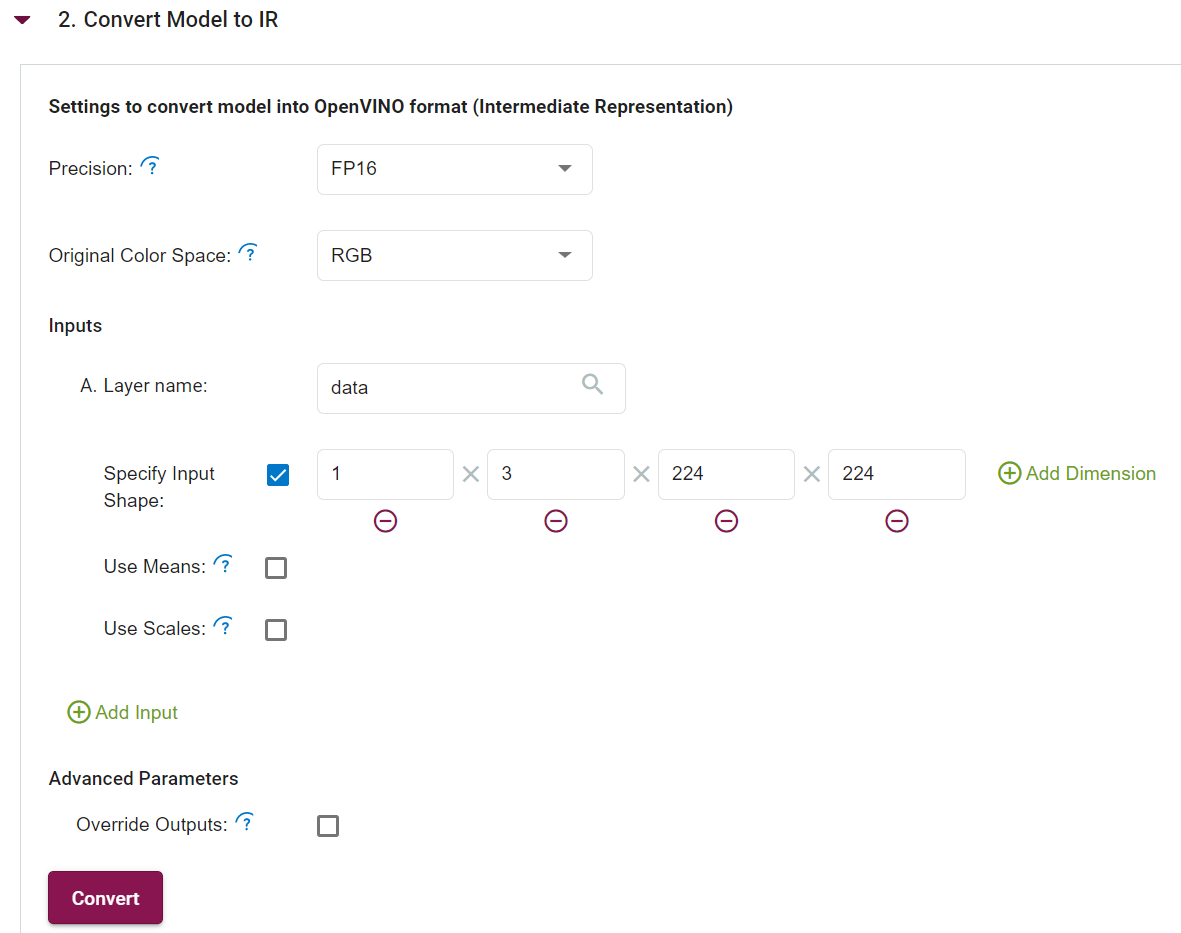 2. Convert Model to IR
Settings to convert model into OpenVINO format (Intermediate Representation)
Precision: ?
FP16
Original Color Space: ?
RGB
Inputs
A. Layer name:
data
Specify Input
Shape:
1 × 3 × 224 × 224
Add Dimension
Use Means: ?
Use Scales: ?
Add Input
Advanced Parameters
Override Outputs: ?
Convert